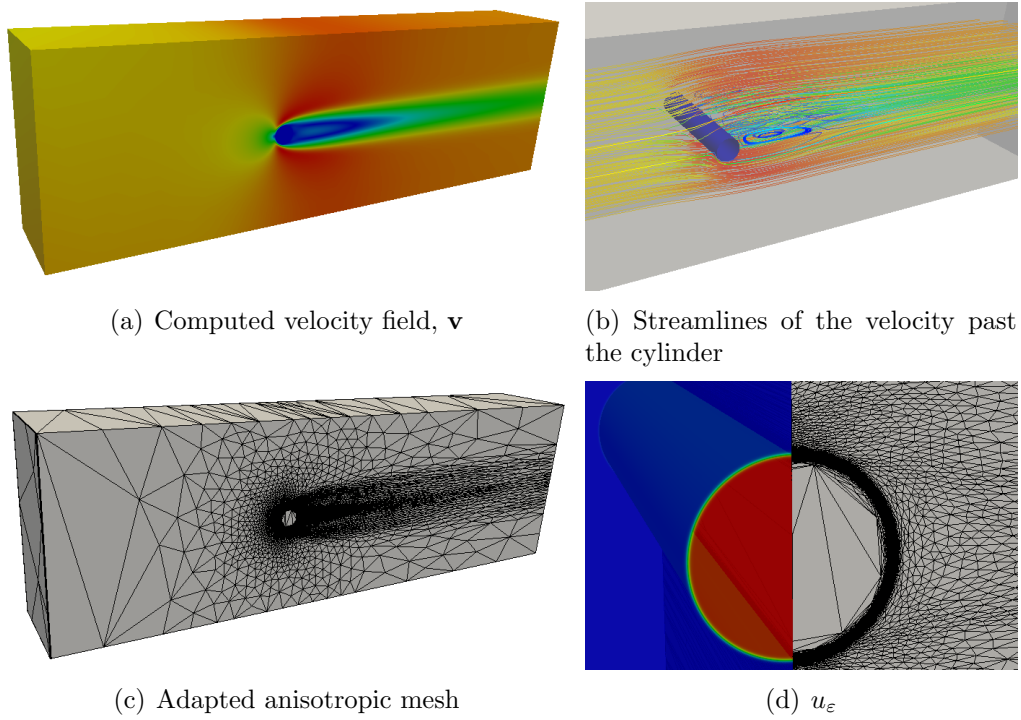 (a) Computed velocity field, v
(b) Streamlines of the velocity past
the cylinder
(c) Adapted anisotropic mesh
(d) uε